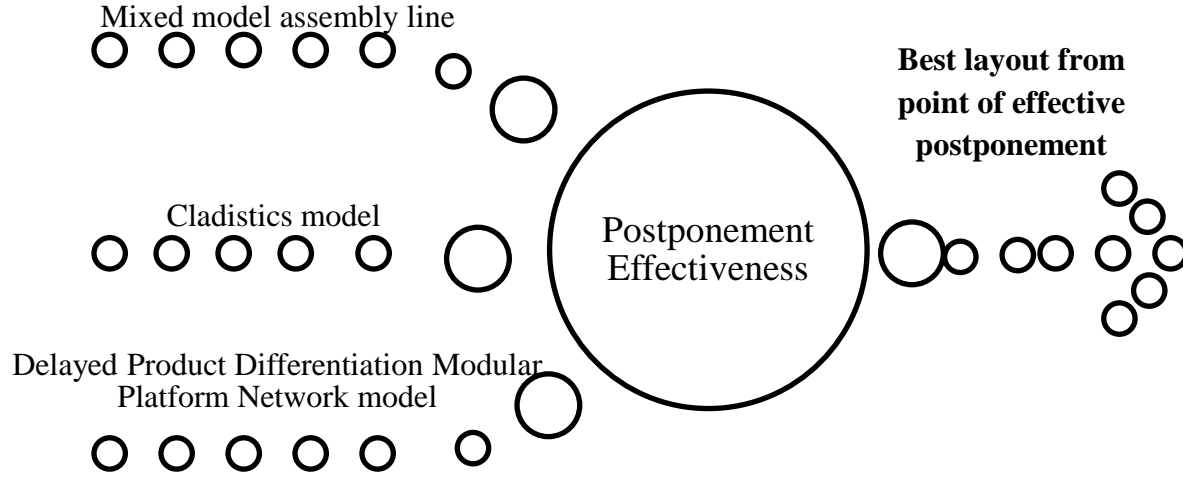 Mixed model assembly line
Best layout from
point of effective
postponement
Cladistics model
Postponement
Effectiveness
Delayed Product Differentiation Modular
Platform Network model